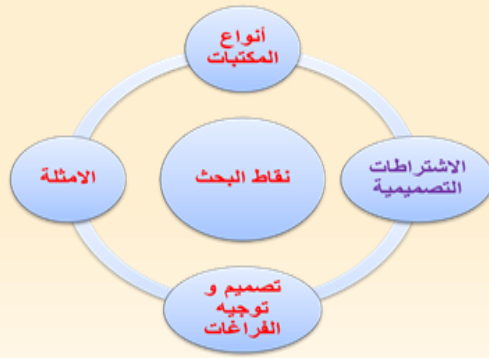 أنواع
المكتبات
الاشتراطات
التصميمية
نقاط البحث
الامثلة
تصميم و
توجيه
الفراغات